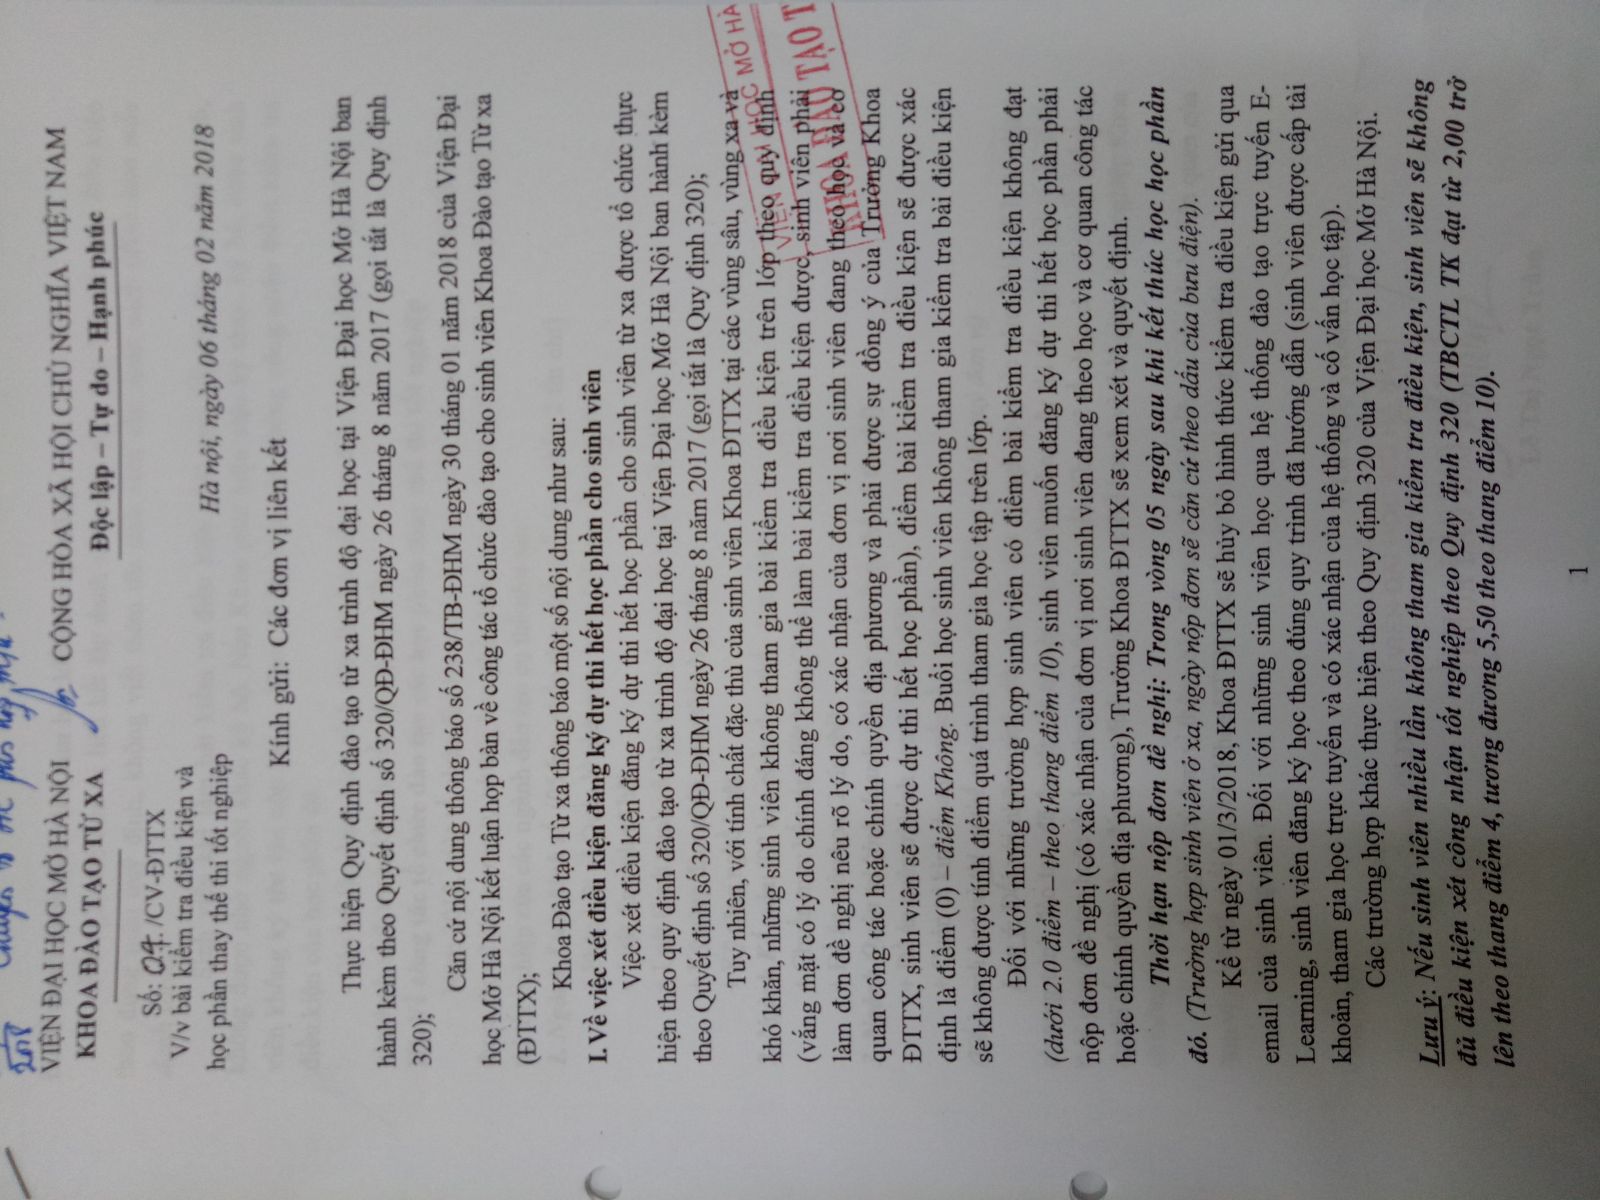 Chuyển
VIỆN ĐẠI HỌC MỞ HÀ NỘI
KHOA ĐÀO TẠO TỪ XA
CỘNG HÒA XÃ HỘI CHỦ NGHĨA VIỆT NAM
Độc lập – Tự do – Hạnh phúc
Số: 07/CV-ĐTTX
V/v bài kiểm tra điều kiện và
học phần thay thế thi tốt nghiệp
Hà nội, ngày 06 tháng 02 năm 2018
Kính gửi: Các đơn vị liên kết
Thực hiện Quy định đào tạo từ xa trình độ đại học tại Viện Đại học Mở Hà Nội ban
hành kèm theo Quyết định số 320/QĐ-ĐHM ngày 26 tháng 8 năm 2017 (gọi tắt là Quy định
320);
Căn cứ nội dung thông báo số 238/TB-ĐHM ngày 30 tháng 01 năm 2018 của Viện Đại
học Mở Hà Nội kết luận họp bàn về công tác tổ chức đào tạo cho sinh viên Khoa Đào tạo Từ xa
(ĐTTX);
Khoa Đào tạo Từ xa thông báo một số nội dung như sau:
I. Về việc xét điều kiện đăng ký dự thi hết học phần cho sinh viên
Việc xét điều kiện đăng ký dự thi hết học phần cho sinh viên từ xa được tổ chức thực
hiện theo quy định đào tạo từ xa trình độ đại học tại Viện Đại học Mở Hà Nội ban hành kèm
theo Quyết định số 320/QĐ-ĐHM ngày 26 tháng 8 năm 2017 (gọi tắt là Quy định 320);
Tuy nhiên, với tính chất đặc thù của sinh viên Khoa ĐTTX tại các vùng sâu, vùng xa và
khó khăn, những sinh viên không tham gia bài kiểm tra điều kiện trên lớp theo quy định
(vắng mặt có lý do chính đáng không thể làm bài kiểm tra điều kiện được, sinh viên phải
làm đơn đề nghị nêu rõ lý do, có xác nhận của đơn vị nơi sinh viên đang theo học và cơ
quan công tác hoặc chính quyền địa phương và phải được sự đồng ý của Trưởng Khoa
ĐTTX, sinh viên sẽ được dự thi hết học phần), điểm bài kiểm tra điều kiện sẽ được xác
định là điểm (0) – điểm Không. Buổi học sinh viên không tham gia kiểm tra bài điều kiện
sẽ không được tính điểm quá trình tham gia học tập trên lớp.
Đối với những trường hợp sinh viên có điểm bài kiểm tra điều kiện không đạt
(dưới 2.0 điểm – theo thang điểm 10), sinh viên muốn đăng ký dự thi hết học phần phải
nộp đơn đề nghị (có xác nhận của đơn vị nơi sinh viên đang theo học và cơ quan công tác
hoặc chính quyền địa phương), Trưởng Khoa ĐTTX sẽ xem xét và quyết định.
Thời hạn nộp đơn đề nghị: Trong vòng 05 ngày sau khi kết thúc học học phần
đó. (Trường hợp sinh viên ở xa, ngày nộp đơn sẽ căn cứ theo dấu của bưu điện).
Kể từ ngày 01/3/2018, Khoa ĐTTX sẽ hủy bỏ hình thức kiểm tra điều kiện gửi qua
email của sinh viên. Đối với những sinh viên học qua hệ thống đào tạo trực tuyến E-
Learning, sinh viên đăng ký học theo đúng quy trình đã hướng dẫn (sinh viên được cấp tài
khoản, tham gia học trực tuyến và có xác nhận của hệ thống và cố vấn học tập).
Các trường hợp khác thực hiện theo Quy định 320 của Viện Đại học Mở Hà Nội.
Lưu ý: Nếu sinh viên nhiều lần không tham gia kiểm tra điều kiện, sinh viên sẽ không
đủ điều kiện xét công nhận tốt nghiệp theo Quy định 320 (TBCTL TK đạt từ 2,00 trở
lên theo thang điểm 4, tương đương 5,50 theo thang điểm 10).
VIỆN ĐẠI HỌC MỞ HÀ
KHOA ĐÀO TẠO T
1